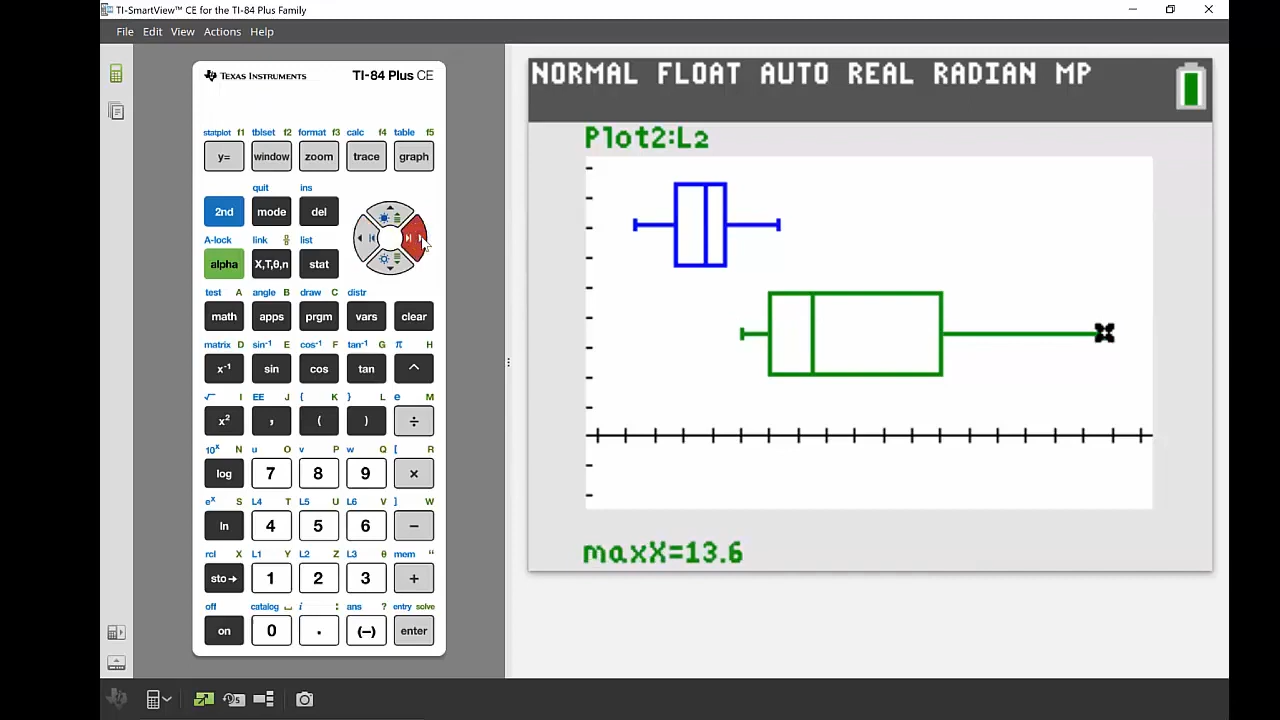 TI-SmartView™ CE for the TI-84 Plus Family
File Edit View Actions Help
TEXAS INSTRUMENTS TI-84 Plus CE
statplot f1 tblset f2 format f3 calc f4 table f5
y= window zoom trace graph
quit ins
2nd mode del
A-lock link list
alpha X,T,θ,n stat
test A angle B draw C distr
math apps prgm vars clear
matrix D sin⁻¹ E cos⁻¹ F tan⁻¹ G π H
x⁻¹ sin cos tan ^
√ I EE J { K } L e M
x² , ( ) ÷
10ˣ N u O v P w Q [ R
log 7 8 9 ×
eˣ S L4 T L5 U L6 V ] W
ln 4 5 6 −
rcl X L1 Y L2 Z L3 θ mem "
sto→ 1 2 3 +
off catalog ⎵ i : ans ? entry solve
on 0 . (−) enter
NORMAL FLOAT AUTO REAL RADIAN MP
Plot2:L2
maxX=13.6